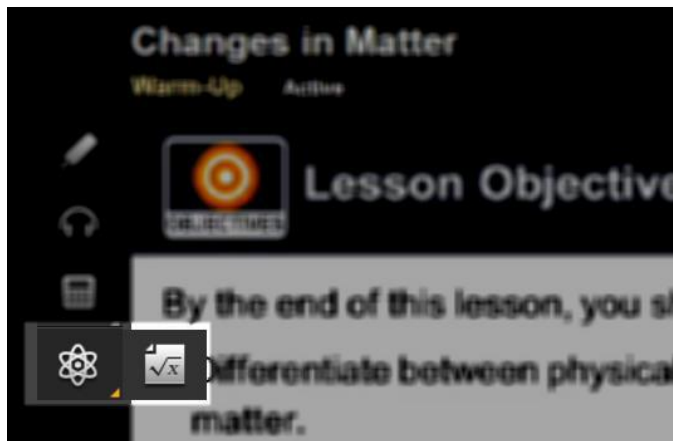 Changes in Matter
Warm-Up Active
OBJECTIVES
Lesson Objective
By the end of this lesson, you s
√x
Differentiate between physica
matter.